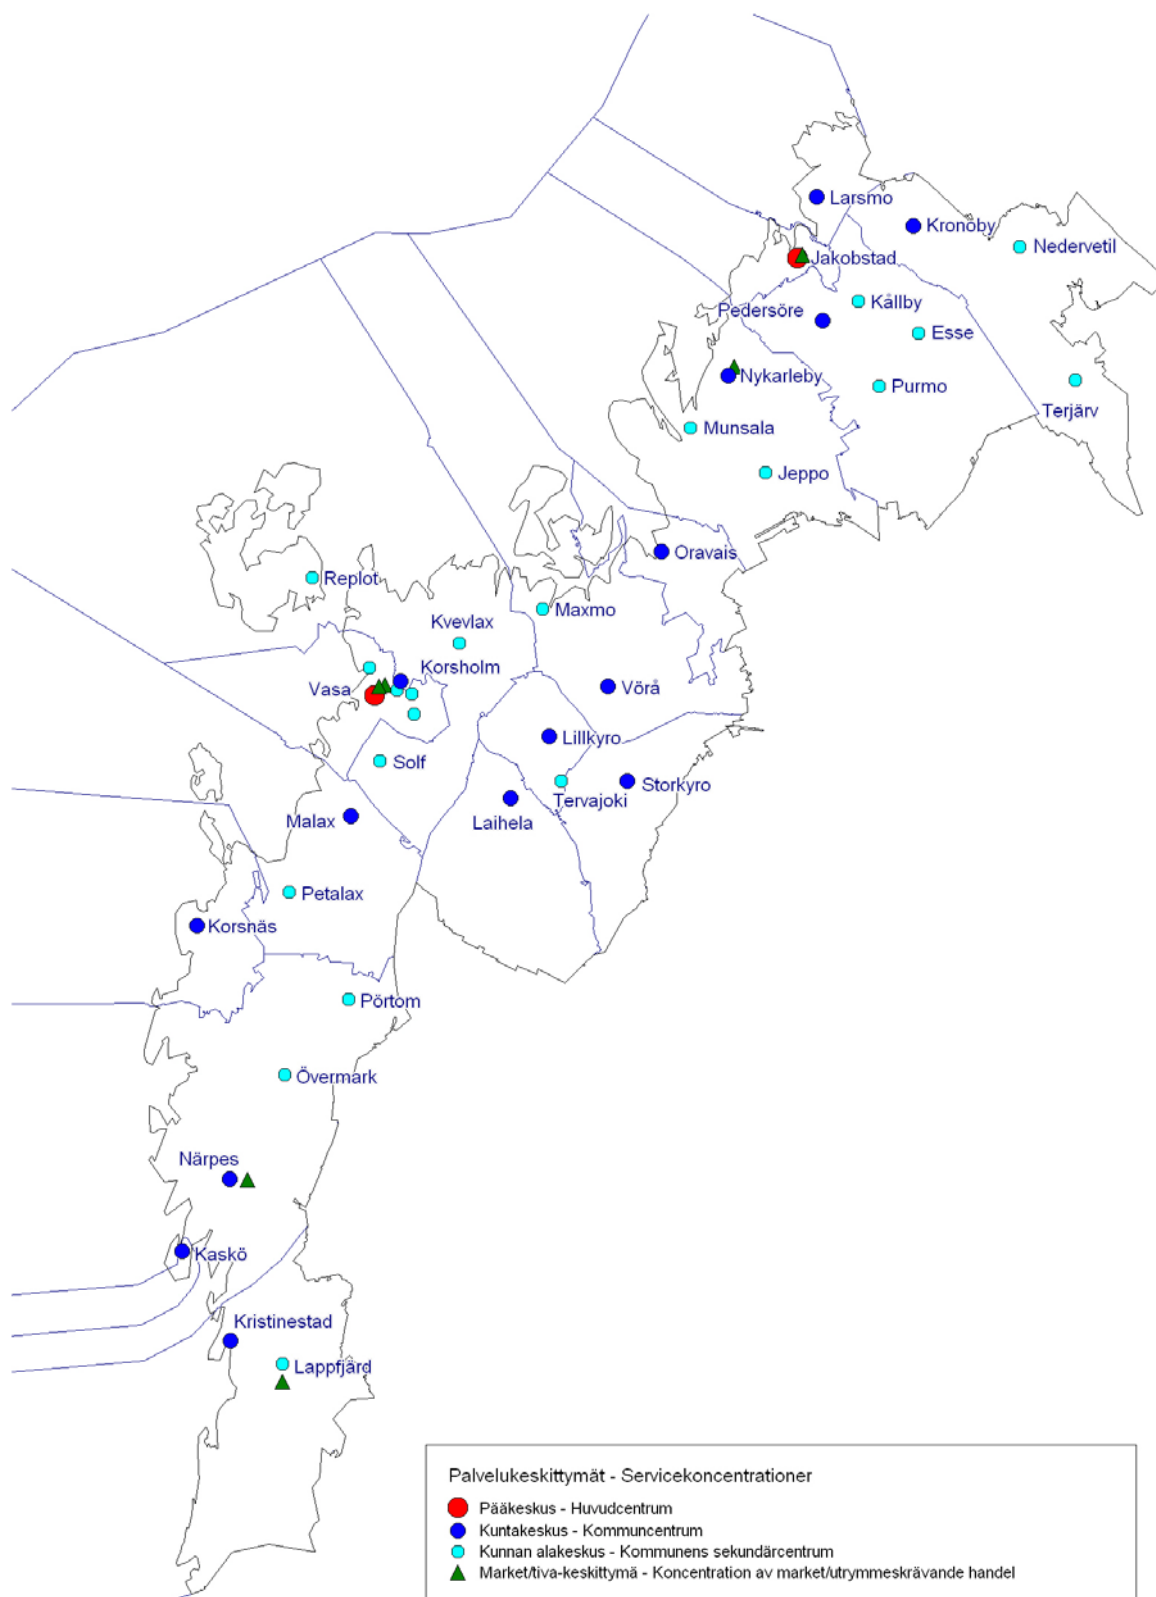 Larsmo
Kronoby
Nedervetil
Jakobstad
Kållby
Pedersöre
Esse
Nykarleby
Purmo
Terjärv
Munsala
Jeppo
Oravais
Replot
Maxmo
Kvevlax
Korsholm
Vasa
Vörå
Lillkyro
Solf
Storkyro
Tervajoki
Malax
Laihela
Petalax
Korsnäs
Pörtom
Övermark
Närpes
Kaskö
Kristinestad
Lappfjärd
Palvelukeskittymät - Servicekoncentrationer
Pääkeskus - Huvudcentrum
Kuntakeskus - Kommuncentrum
Kunnan alakeskus - Kommunens sekundärcentrum
Market/tiva-keskittymä - Koncentration av market/utrymmeskrävande handel